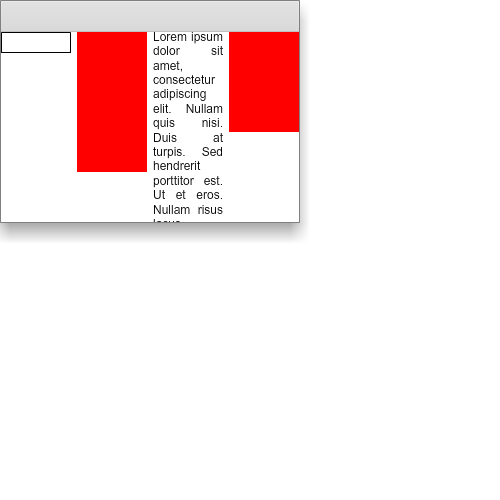 Lorem ipsum
dolor sit
amet,
consectetur
adipiscing
elit. Nullam
quis nisi.
Duis at
turpis. Sed
hendrerit
porttitor est.
Ut et eros.
Nullam risus